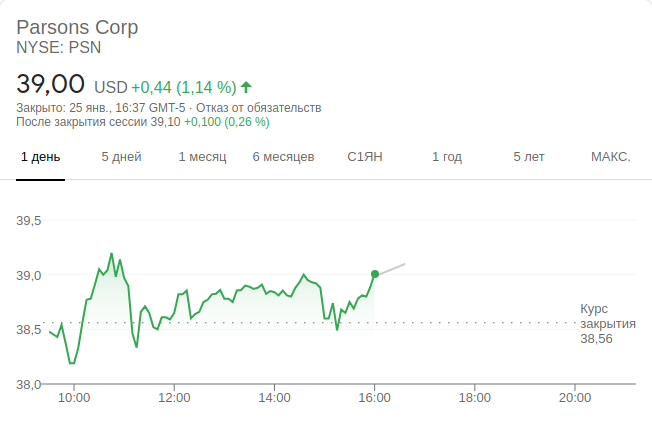 Parsons Corp
NYSE: PSN
39,00 USD +0,44 (1,14 %)
Закрыто: 25 янв., 16:37 GMT-5 · Отказ от обязательств
После закрытия сессии 39,10 +0,100 (0,26 %)
1 день 5 дней 1 месяц 6 месяцев С1ЯН 1 год 5 лет МАКС.
39,5
39,0
38,5
38,0
Курс
закрытия
38,56
10:00 12:00 14:00 16:00 18:00 20:00